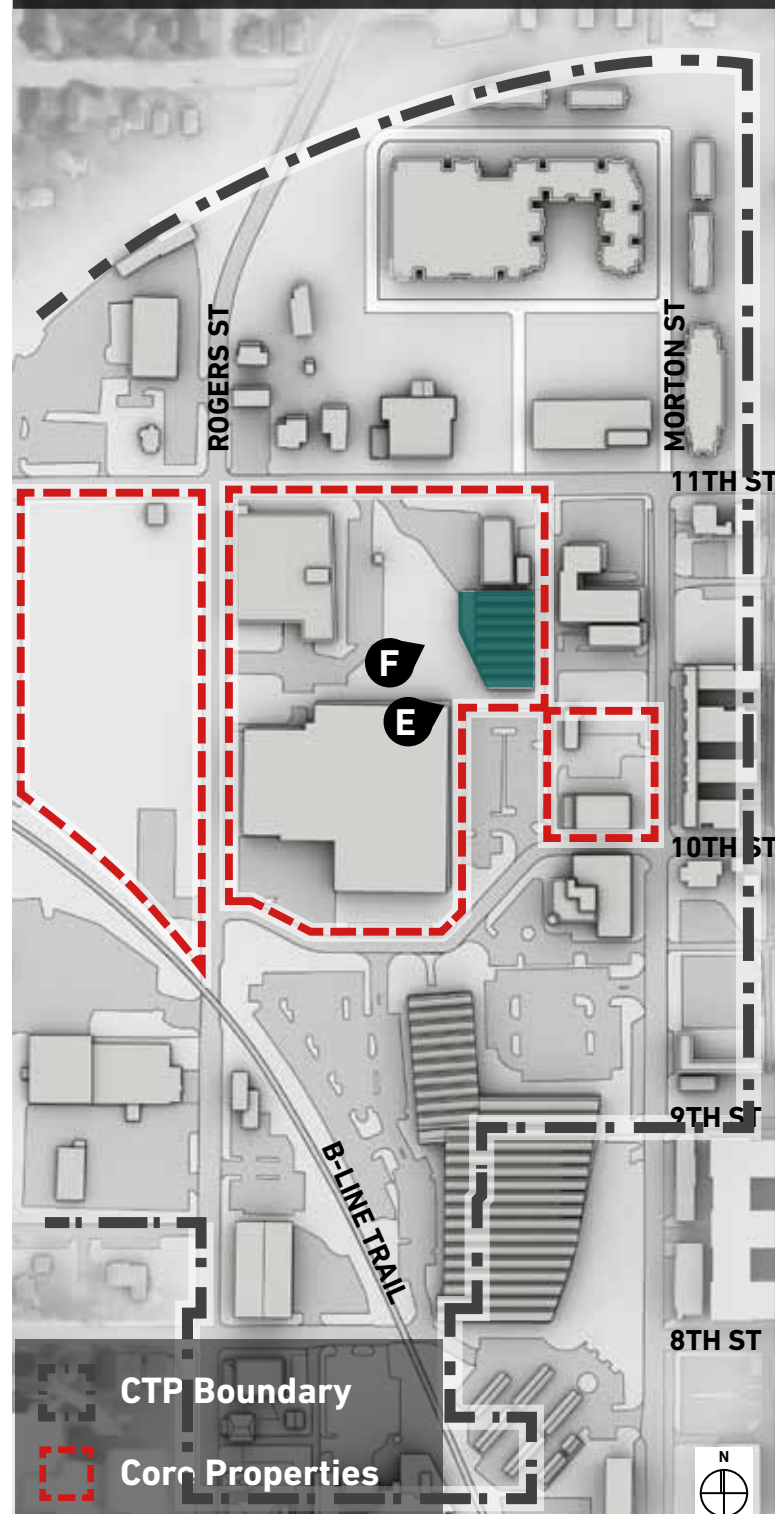 ROGERS ST
MORTON ST
11TH ST
F
E
10TH ST
9TH ST
B-LINE TRAIL
8TH ST
CTP Boundary
Core Properties
N